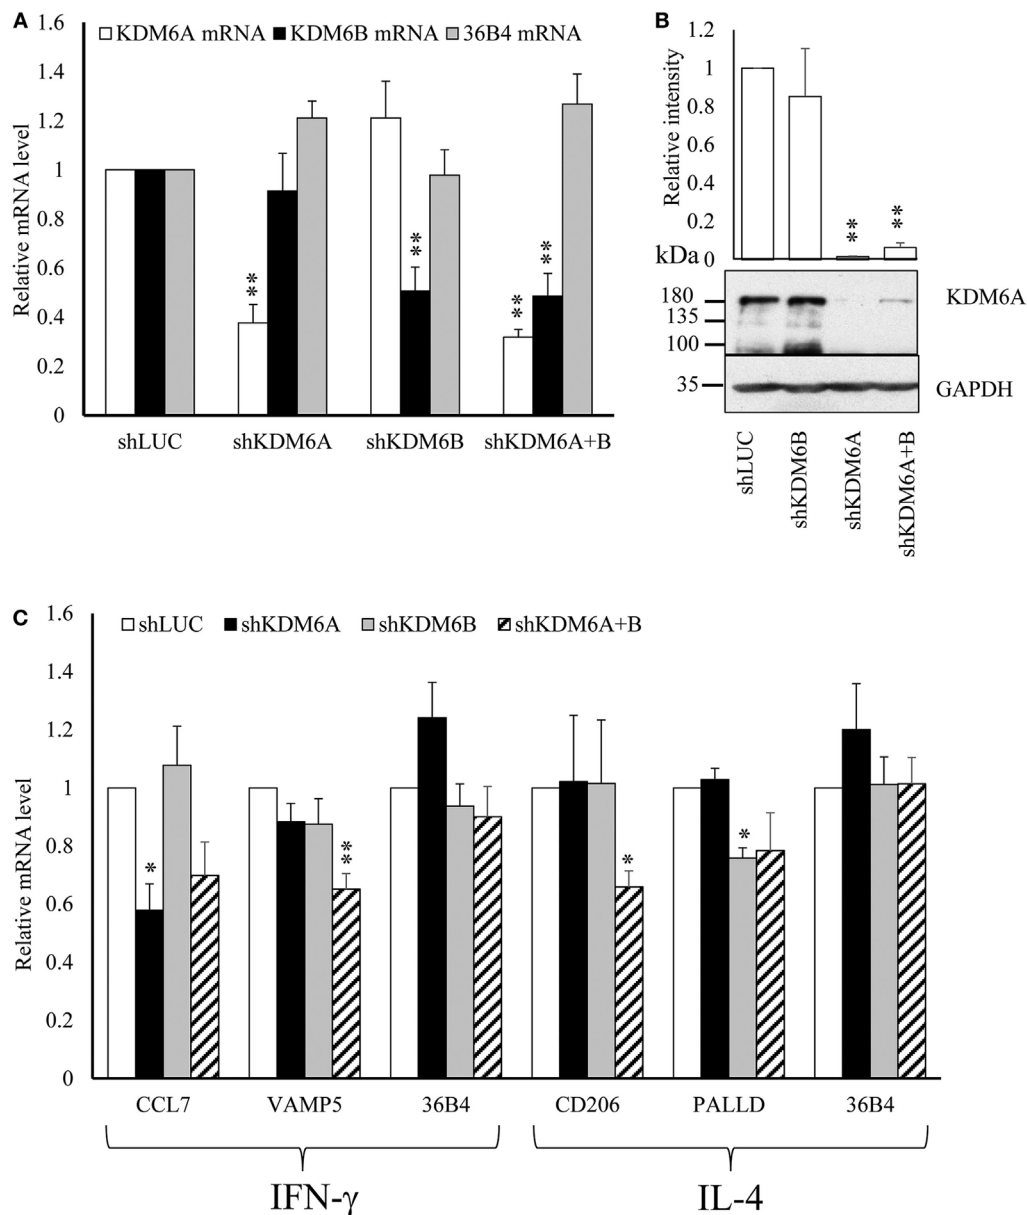 A
1.6
KDM6A mRNA KDM6B mRNA 36B4 mRNA
1.4
1.2
1
0.8
0.6
0.4
0.2
0
Relative mRNA level
**
**
**
**
shLUC shKDM6A shKDM6B shKDM6A+B
B
1.2
1
0.8
0.6
0.4
0.2
0
Relative intensity
**
**
kDa
180
135
100
35
KDM6A
GAPDH
shLUC
shKDM6B
shKDM6A
shKDM6A+B
C
1.6
shLUC shKDM6A shKDM6B shKDM6A+B
1.4
1.2
1
0.8
0.6
0.4
0.2
0
Relative mRNA level
*
**
*
*
CCL7 VAMP5 36B4 CD206 PALLD 36B4
IFN-γ IL-4